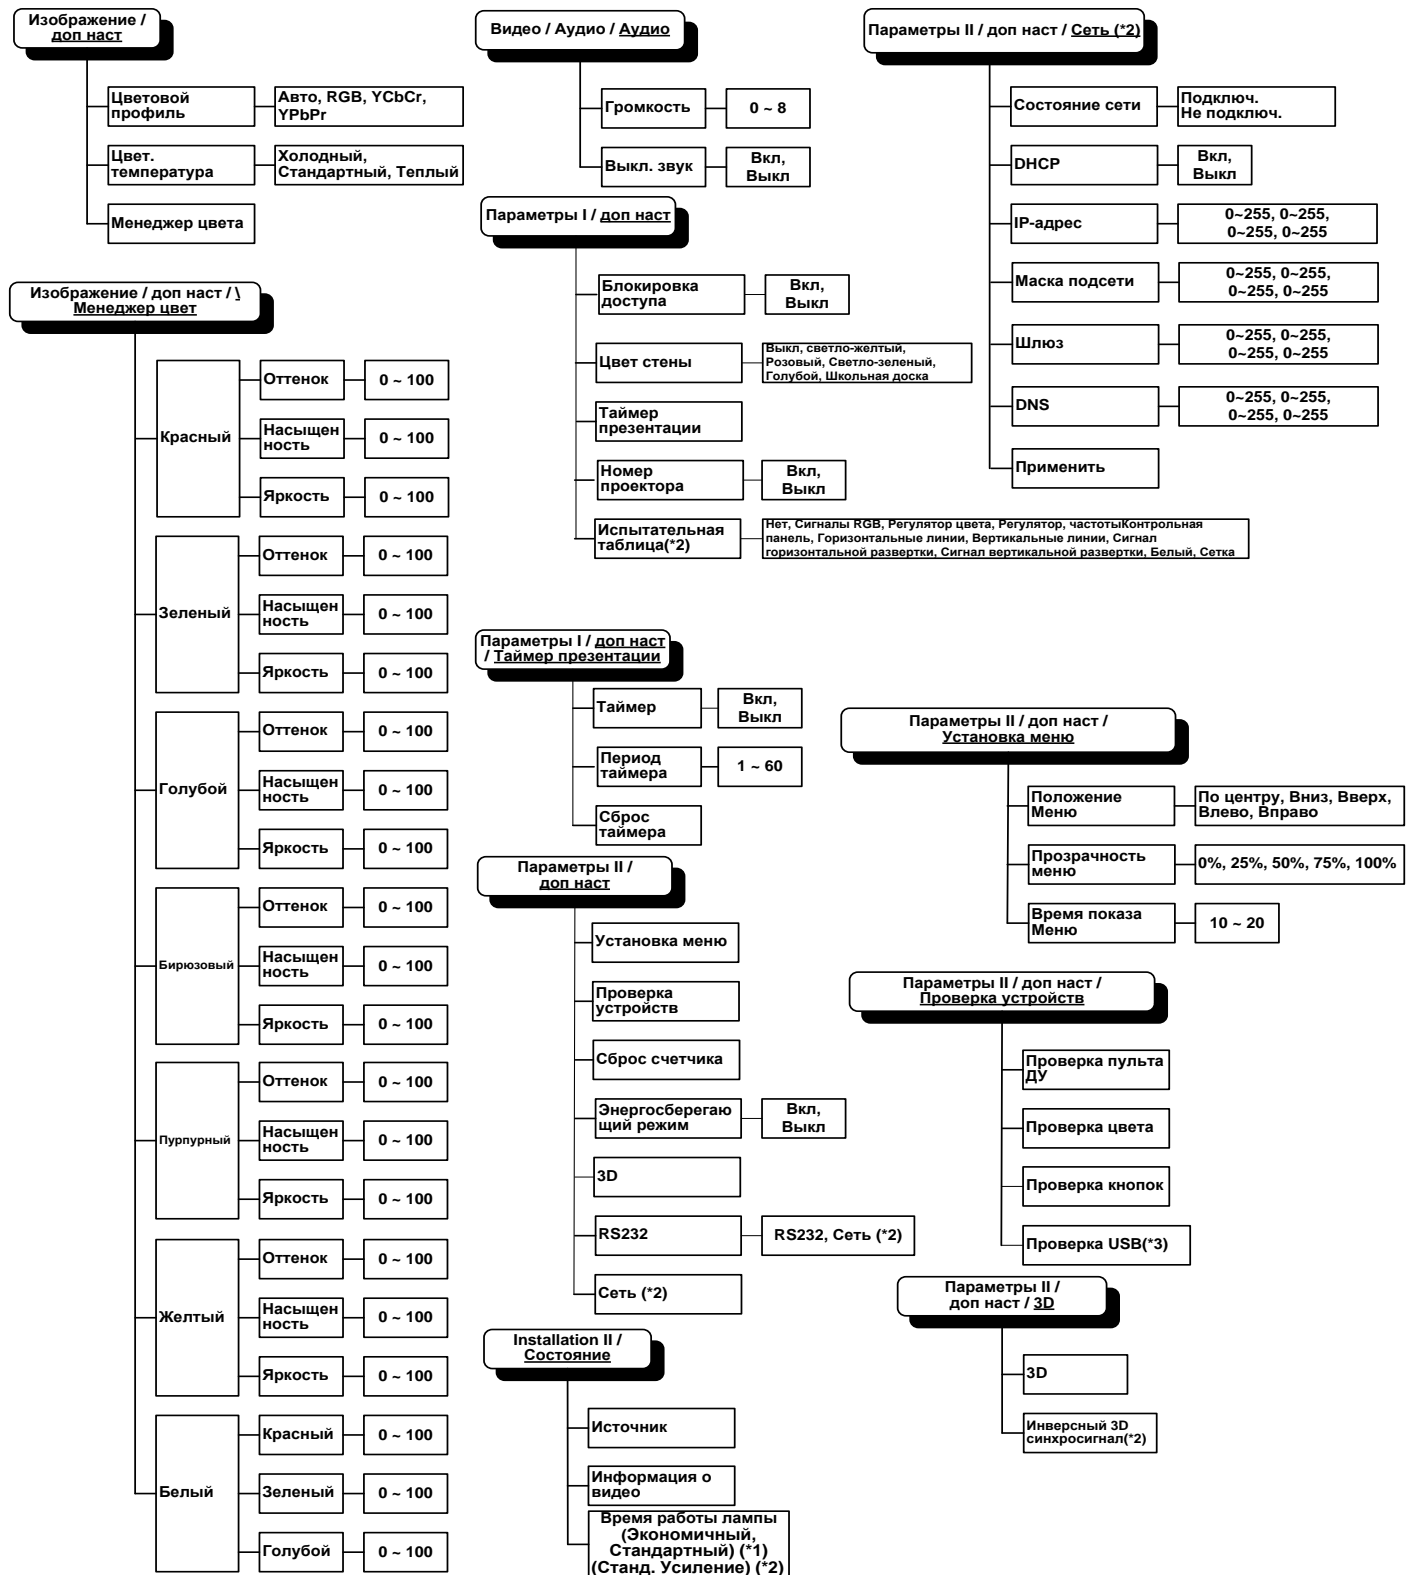 Изображение /
доп наст
Цветовой
профиль
Авто, RGB, YCbCr,
YPbPr
Цвет.
температура
Холодный,
Стандартный, Теплый
Менеджер цвета
Изображение / доп наст / \
Менеджер цвет
Красный
Оттенок
0 ~ 100
Насыщен
ность
0 ~ 100
Яркость
0 ~ 100
Зеленый
Оттенок
0 ~ 100
Насыщен
ность
0 ~ 100
Яркость
0 ~ 100
Голубой
Оттенок
0 ~ 100
Насыщен
ность
0 ~ 100
Яркость
0 ~ 100
Бирюзовый
Оттенок
0 ~ 100
Насыщен
ность
0 ~ 100
Яркость
0 ~ 100
Пурпурный
Оттенок
0 ~ 100
Насыщен
ность
0 ~ 100
Яркость
0 ~ 100
Желтый
Оттенок
0 ~ 100
Насыщен
ность
0 ~ 100
Яркость
0 ~ 100
Белый
Красный
0 ~ 100
Зеленый
0 ~ 100
Голубой
0 ~ 100
Видео / Аудио / Аудио
Громкость
0 ~ 8
Выкл. звук
Вкл,
Выкл
Параметры I / доп наст
Блокировка
доступа
Вкл,
Выкл
Цвет стены
Выкл, светло-желтый,
Розовый, Светло-зеленый,
Голубой, Школьная доска
Таймер
презентации
Номер
проектора
Вкл,
Выкл
Испытательная
таблица(*2)
Нет, Сигналы RGB, Регулятор цвета, Регулятор, частотыКонтрольная
панель, Горизонтальные линии, Вертикальные линии, Сигнал
горизонтальной развертки, Сигнал вертикальной развертки, Белый, Сетка
Параметры I / доп наст
/ Таймер презентации
Таймер
Вкл,
Выкл
Период
таймера
1 ~ 60
Сброс
таймера
Параметры II /
доп наст
Установка меню
Проверка
устройств
Сброс счетчика
Энергосберегаю
щий режим
Вкл,
Выкл
3D
RS232
RS232, Сеть (*2)
Сеть (*2)
Installation II /
Состояние
Источник
Информация о
видео
Время работы лампы
(Экономичный,
Стандартный) (*1)
(Станд. Усиление) (*2)
Параметры II / доп наст / Сеть (*2)
Состояние сети
Подключ.
Не подключ.
DHCP
Вкл,
Выкл
IP-адрес
0~255, 0~255,
0~255, 0~255
Маска подсети
0~255, 0~255,
0~255, 0~255
Шлюз
0~255, 0~255,
0~255, 0~255
DNS
0~255, 0~255,
0~255, 0~255
Применить
Параметры II / доп наст /
Установка меню
Положение
Меню
По центру, Вниз, Вверх,
Влево, Вправо
Прозрачность
меню
0%, 25%, 50%, 75%, 100%
Время показа
Меню
10 ~ 20
Параметры II / доп наст /
Проверка устройств
Проверка пульта
ДУ
Проверка цвета
Проверка кнопок
Проверка USB(*3)
Параметры II /
доп наст / 3D
3D
Инверсный 3D
синхросигнал(*2)